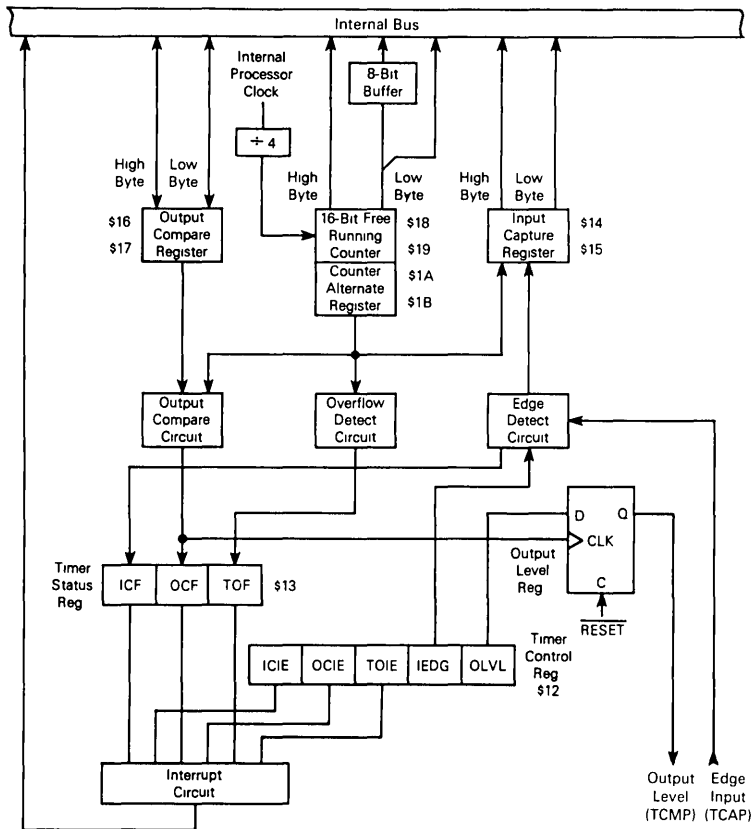 Internal Bus
Internal
Processor
Clock
8-Bit
Buffer
÷ 4
High
Byte
Low
Byte
High
Byte
Low
Byte
High
Byte
Low
Byte
$16
$17
Output
Compare
Register
16-Bit Free
Running
Counter
$18
$19
Counter
Alternate
Register
$1A
$1B
Input
Capture
Register
$14
$15
Output
Compare
Circuit
Overflow
Detect
Circuit
Edge
Detect
Circuit
D Q
CLK
C
Output
Level
Reg
RESET
Timer
Status
Reg
ICF OCF TOF
$13
ICIE OCIE TOIE IEDG OLVL
Timer
Control
Reg
$12
Interrupt
Circuit
Output
Level
(TCMP)
Edge
Input
(TCAP)